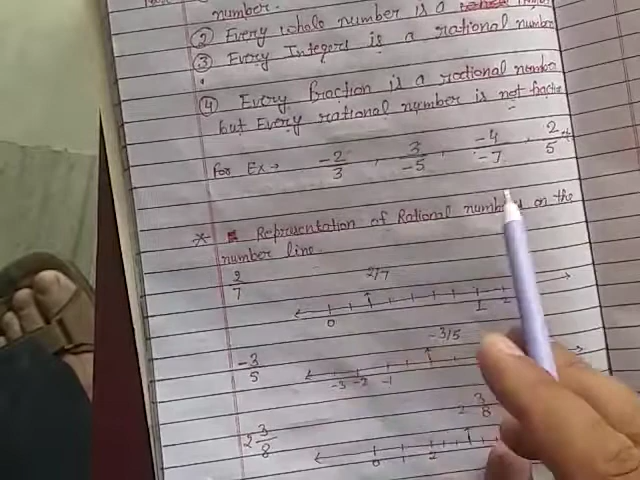 number.
② Every whole number is a
③ Every Integers is a rational number
④ Every fraction is a rational number
but Every rational number is not fractio
For Ex→ -2/3 , 3/-5 , -4/-7 , 2/5
* Representation of Rational numbers on the
number line.
2/7 2/7
0 1 2
-3/5 -3/5
-3 -2 -1
2 3/8 2 3/8
0 2